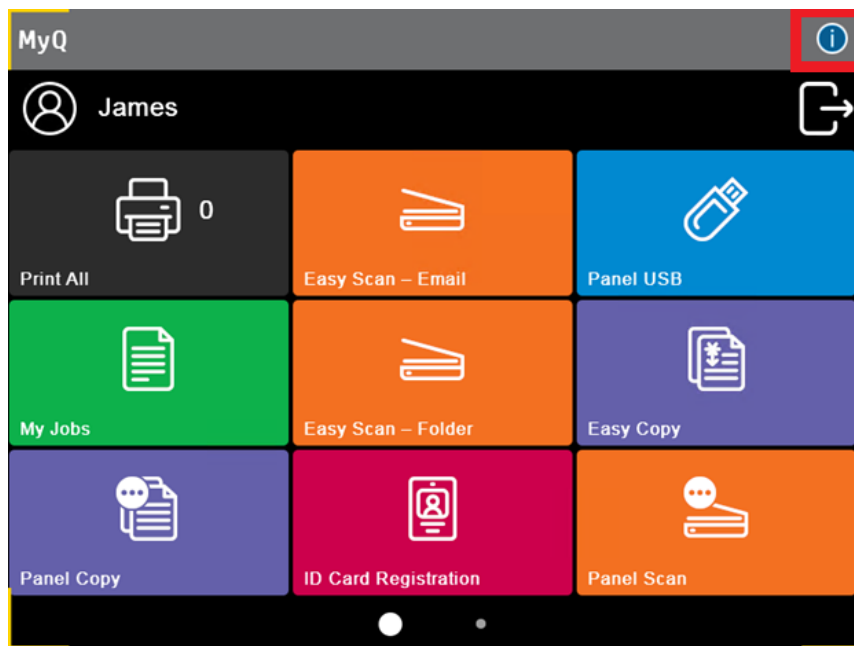 MyQ
James
0
Print All
Easy Scan – Email
Panel USB
My Jobs
Easy Scan – Folder
Easy Copy
Panel Copy
ID Card Registration
Panel Scan